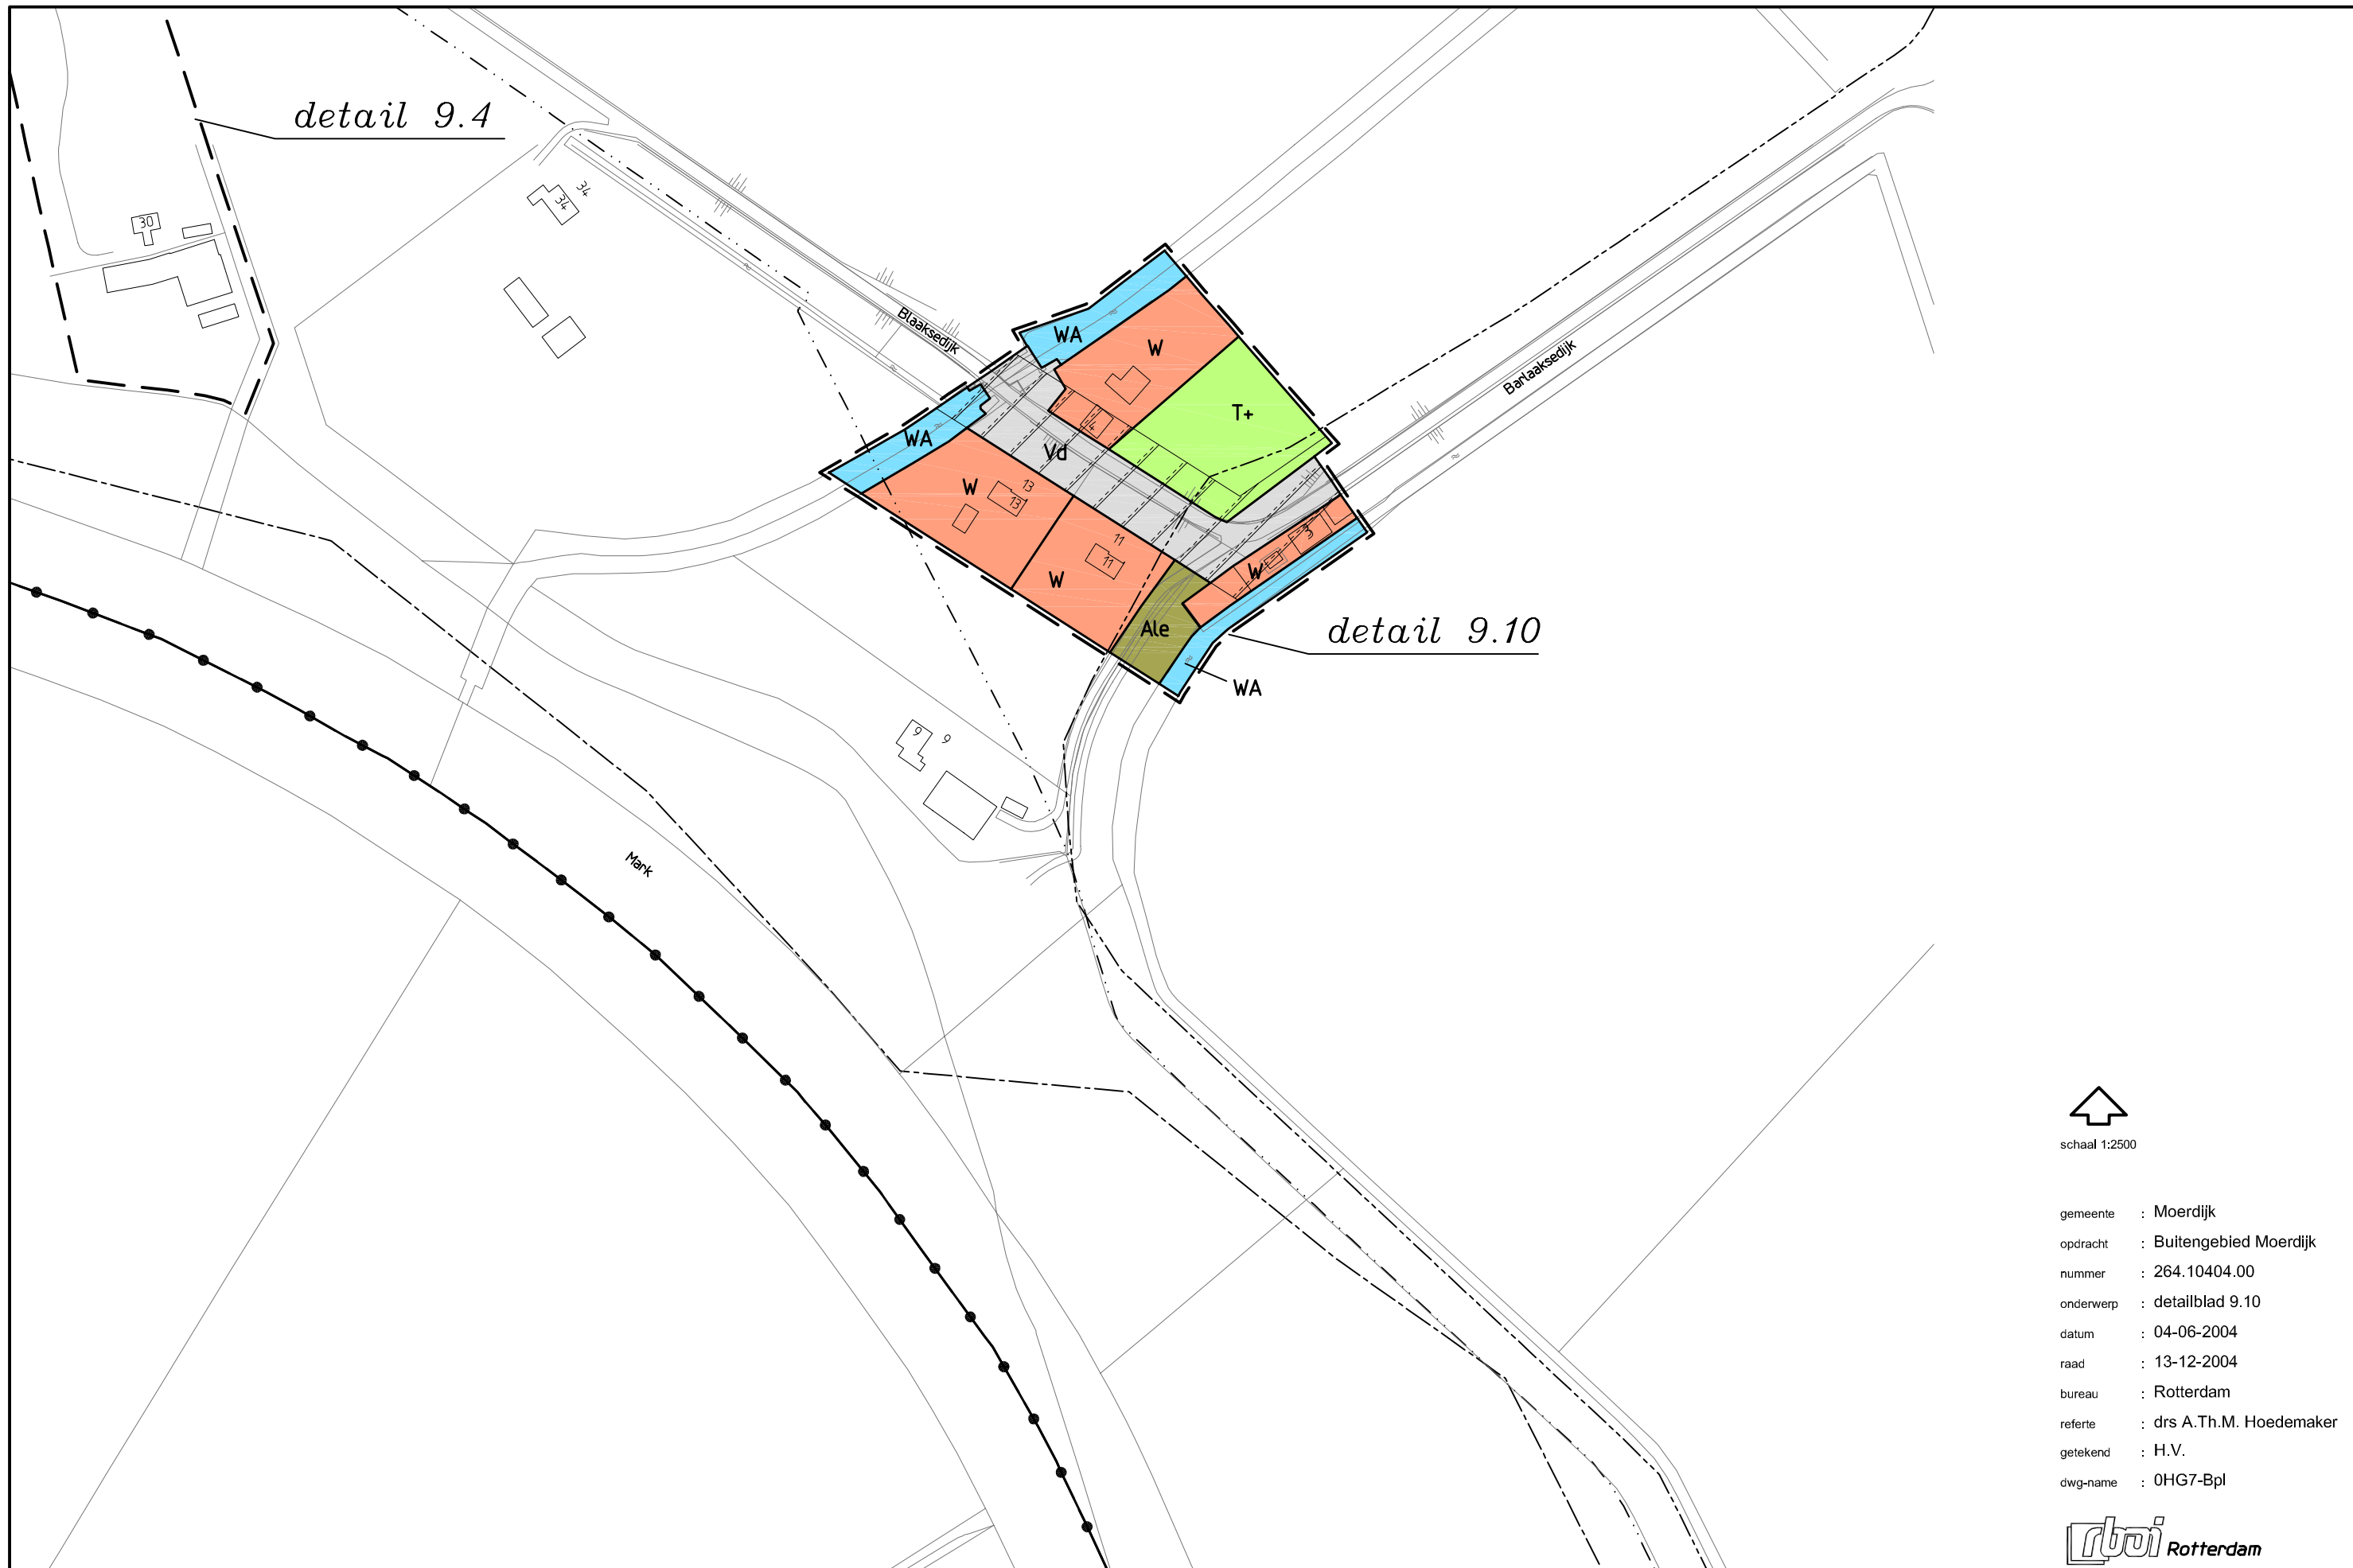 detail 9.4
34
34
30
Blaaksedijk
WA
W
Barlaaksedijk
T+
14
WA
Vd
W
13
13
3
11
11
W
W
Ale
detail 9.10
WA
9
9
Mark
schaal 1:2500
gemeente : Moerdijk
opdracht : Buitengebied Moerdijk
nummer : 264.10404.00
onderwerp : detailblad 9.10
datum : 04-06-2004
raad : 13-12-2004
bureau : Rotterdam
referte : drs A.Th.M. Hoedemaker
getekend : H.V.
dwg-name : 0HG7-Bpl
rboi Rotterdam